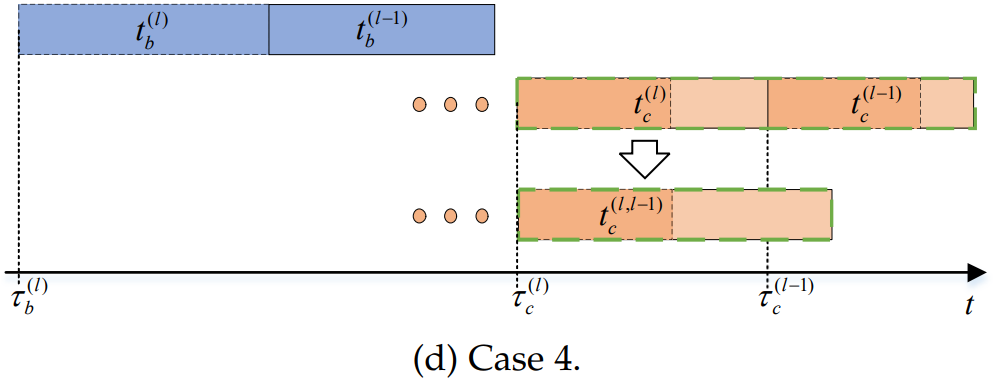 t_b^{(l)} t_b^{(l-1)}
t_c^{(l)} t_c^{(l-1)}
t_c^{(l,l-1)}
τ_b^{(l)} τ_c^{(l)} τ_c^{(l-1)} t
(d) Case 4.